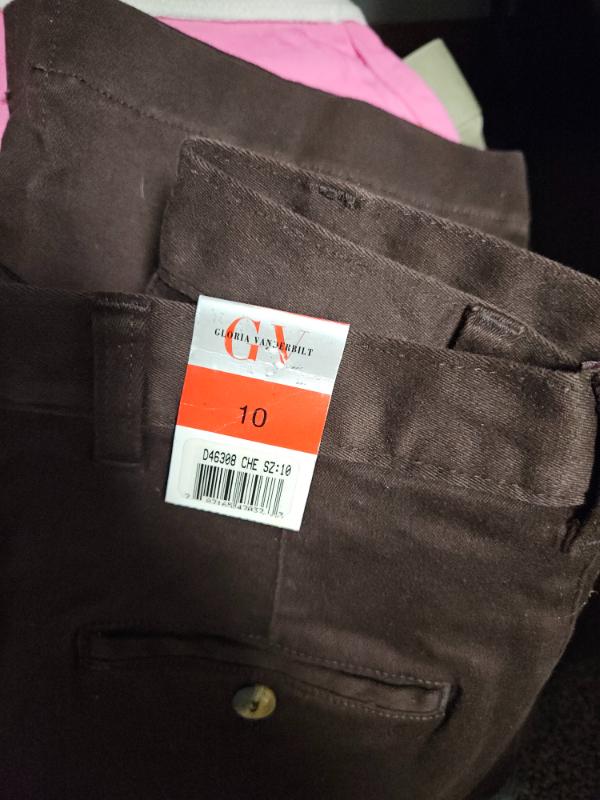 GV
GLORIA VANDERBILT
10
D46308 CHE SZ:10